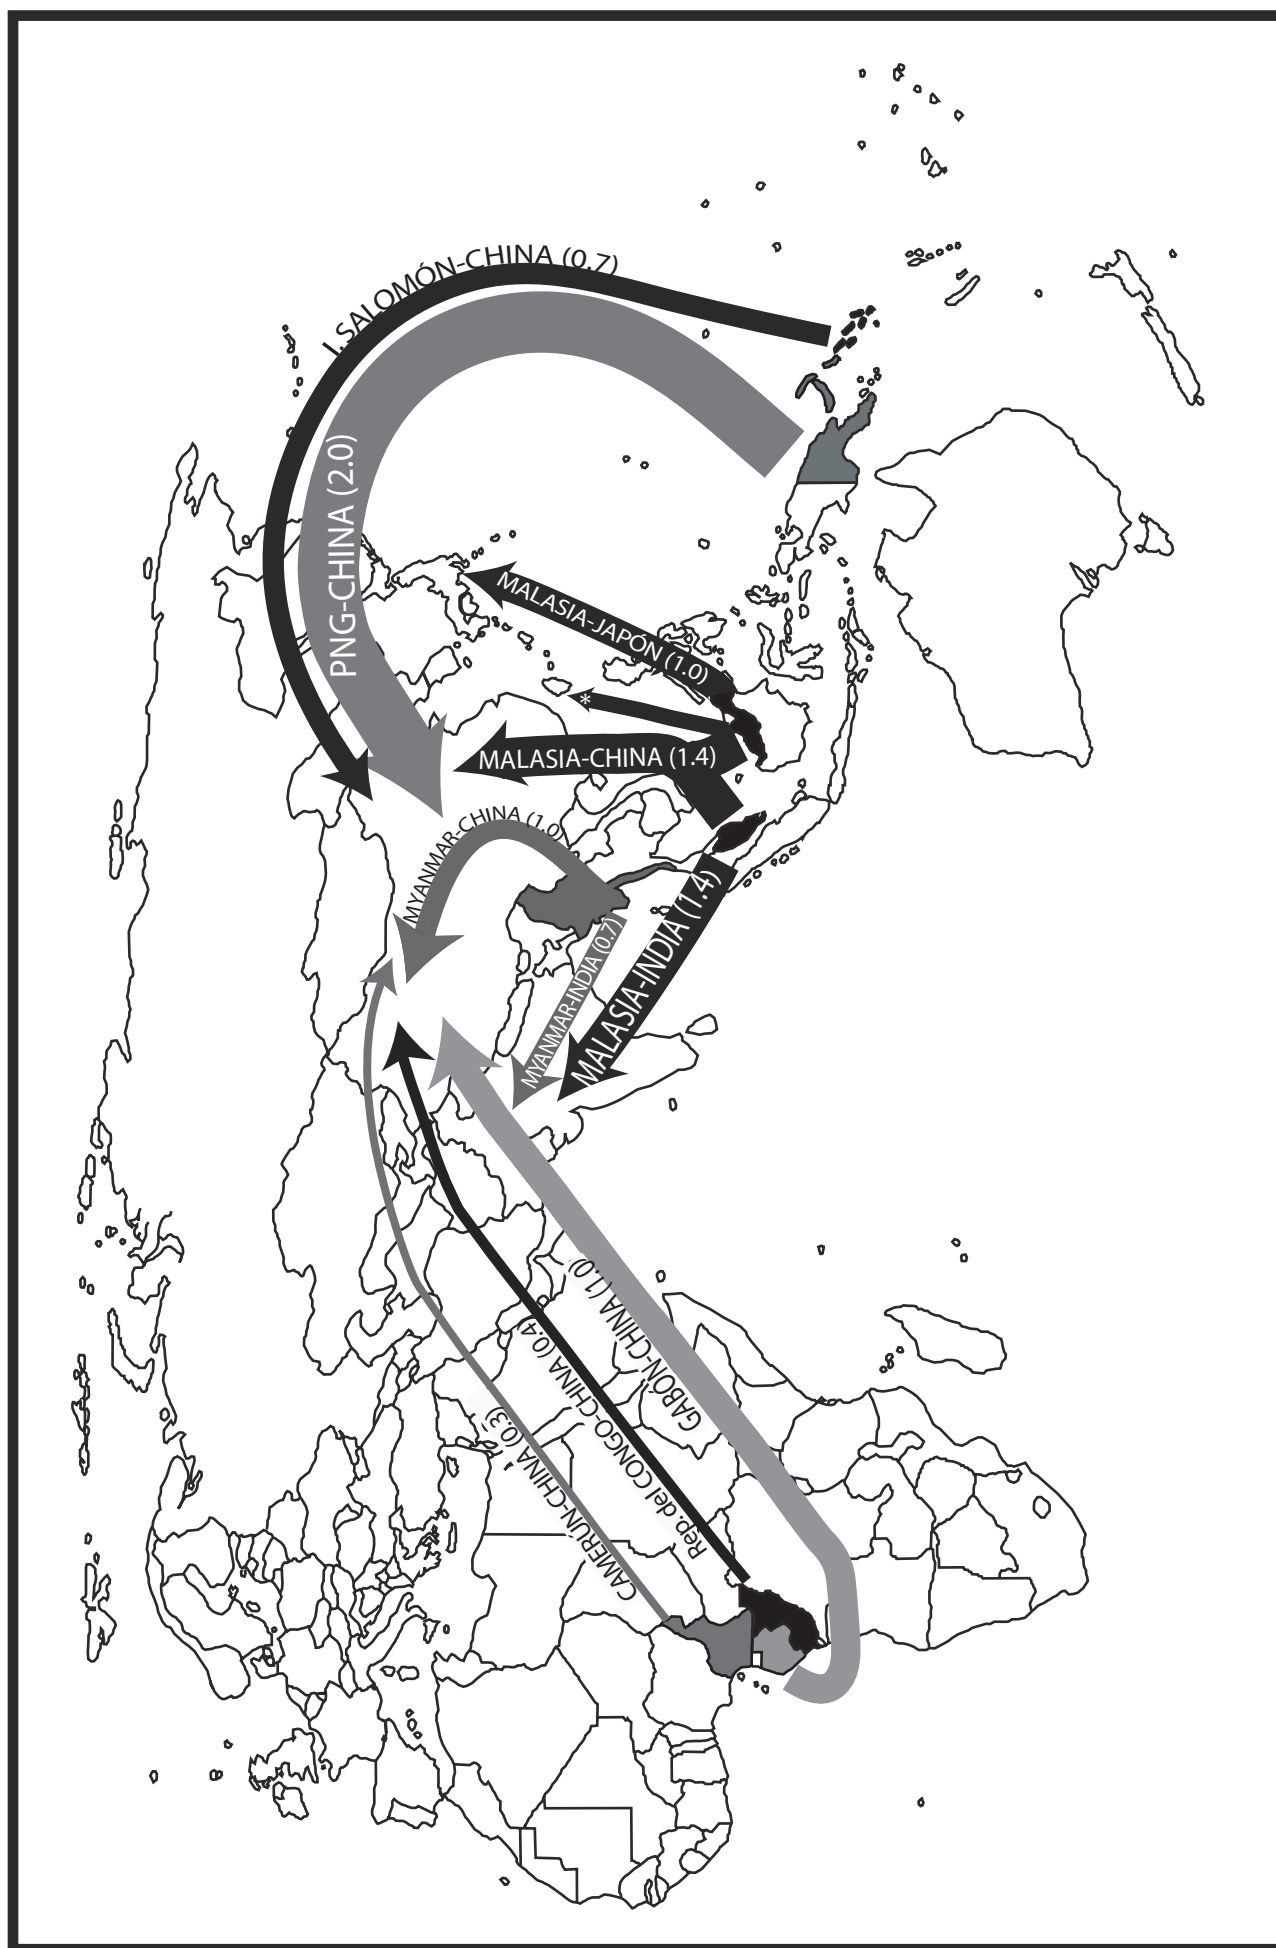 I.SALOMÓN-CHINA (0.7)
PNG-CHINA (2.0)
MALASIA-JAPÓN (1.0)
*
MALASIA-CHINA (1.4)
MYANMAR-CHINA (1.0)
MALASIA-INDIA (1.4)
MYANMAR-INDIA (0.7)
GABÓN-CHINA (1.0)
Rep.del CONGO-CHINA (0.4)
CAMERÚN-CHINA (0.3)